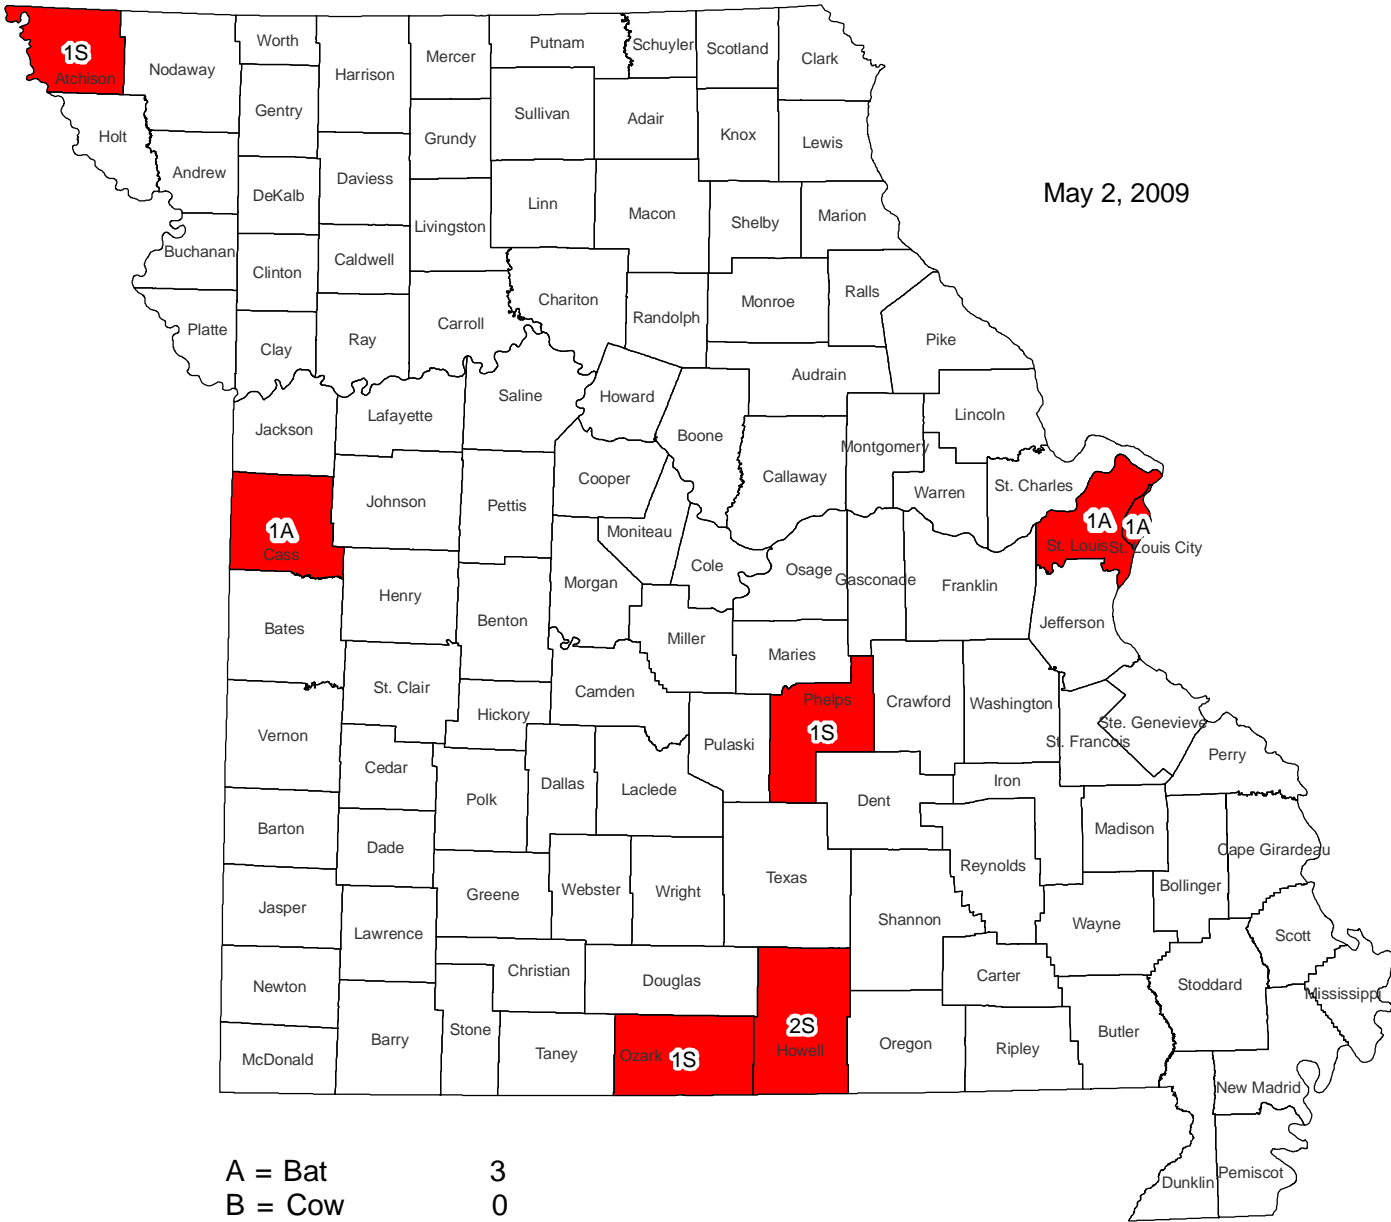 Worth
Putnam
Schuyler
Scotland
Clark
1S
Atchison
Nodaway
Harrison
Mercer
Gentry
Sullivan
Adair
Knox
Lewis
Holt
Grundy
Andrew
DeKalb
Daviess
May 2, 2009
Linn
Macon
Shelby
Marion
Livingston
Buchanan
Clinton
Caldwell
Chariton
Randolph
Monroe
Ralls
Platte
Clay
Ray
Carroll
Pike
Audrain
Saline
Howard
Lafayette
Lincoln
Jackson
Boone
Montgomery
Callaway
Cooper
Johnson
Pettis
Warren
St. Charles
1A
Cass
1A
St. Louis
1A
St. Louis City
Moniteau
Cole
Osage
Gasconade
Franklin
Morgan
Henry
Benton
Bates
Miller
Jefferson
Maries
St. Clair
Camden
Phelps
1S
Crawford
Washington
Hickory
Ste. Genevieve
Vernon
Pulaski
St. Francois
Perry
Cedar
Dallas
Laclede
Polk
Dent
Iron
Barton
Dade
Madison
Cape Girardeau
Reynolds
Texas
Bollinger
Greene
Webster
Wright
Jasper
Shannon
Wayne
Lawrence
Scott
Christian
Douglas
Carter
Newton
Stoddard
Mississippi
Stone
Barry
Taney
Ozark
1S
2S
Howell
Oregon
Ripley
Butler
McDonald
New Madrid
Dunklin
Pemiscot
A = Bat 3
B = Cow 0